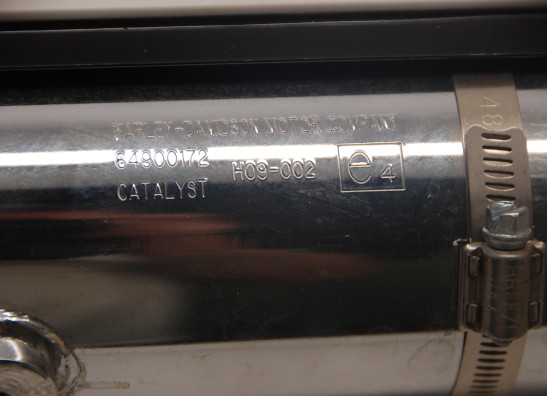 HARLEY-DAVIDSON MOTOR COMPANY
64900172 H09-002 e4
CATALYST
48